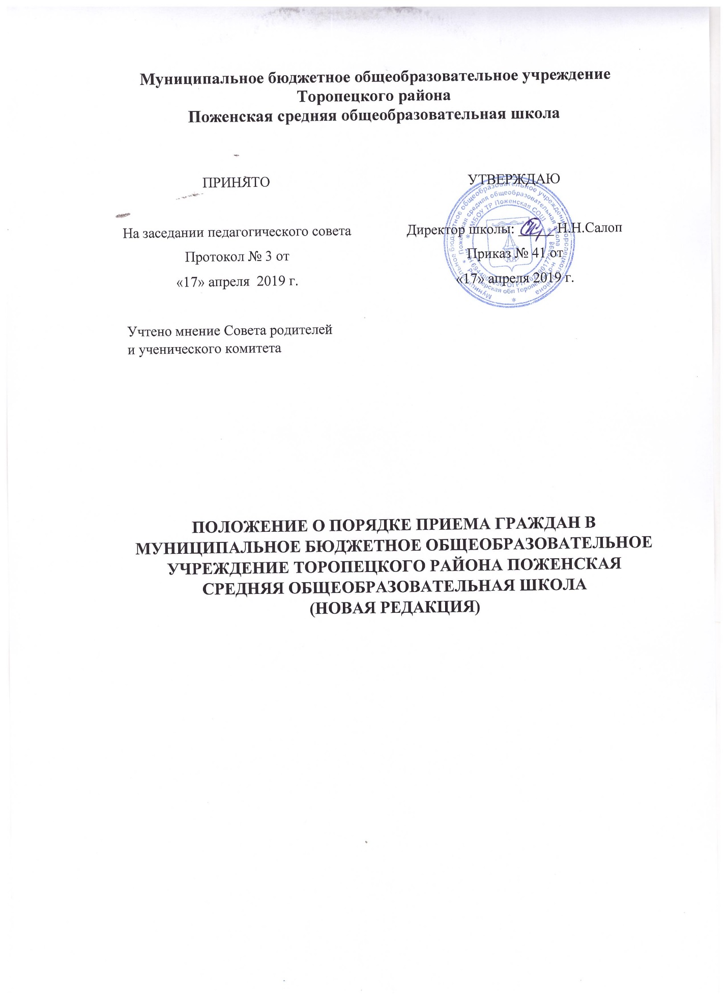 Муниципальное бюджетное общеобразовательное учреждение
Торопецкого района
Поженская средняя общеобразовательная школа
ПРИНЯТО
На заседании педагогического совета
Протокол № 3 от
«17» апреля 2019 г.
Учтено мнение Совета родителей
и ученического комитета
УТВЕРЖДАЮ
Директор школы: _____ Н.Н.Салоп
Приказ № 41 от
«17» апреля 2019 г.
Муниципальное бюджетное общеобразовательное учреждение Торопецкого района
Поженская средняя общеобразовательная школа
МБОУ ТР Поженская СОШ
ПОЛОЖЕНИЕ О ПОРЯДКЕ ПРИЕМА ГРАЖДАН В
МУНИЦИПАЛЬНОЕ БЮДЖЕТНОЕ ОБЩЕОБРАЗОВАТЕЛЬНОЕ
УЧРЕЖДЕНИЕ ТОРОПЕЦКОГО РАЙОНА ПОЖЕНСКАЯ
СРЕДНЯЯ ОБЩЕОБРАЗОВАТЕЛЬНАЯ ШКОЛА
(НОВАЯ РЕДАКЦИЯ)